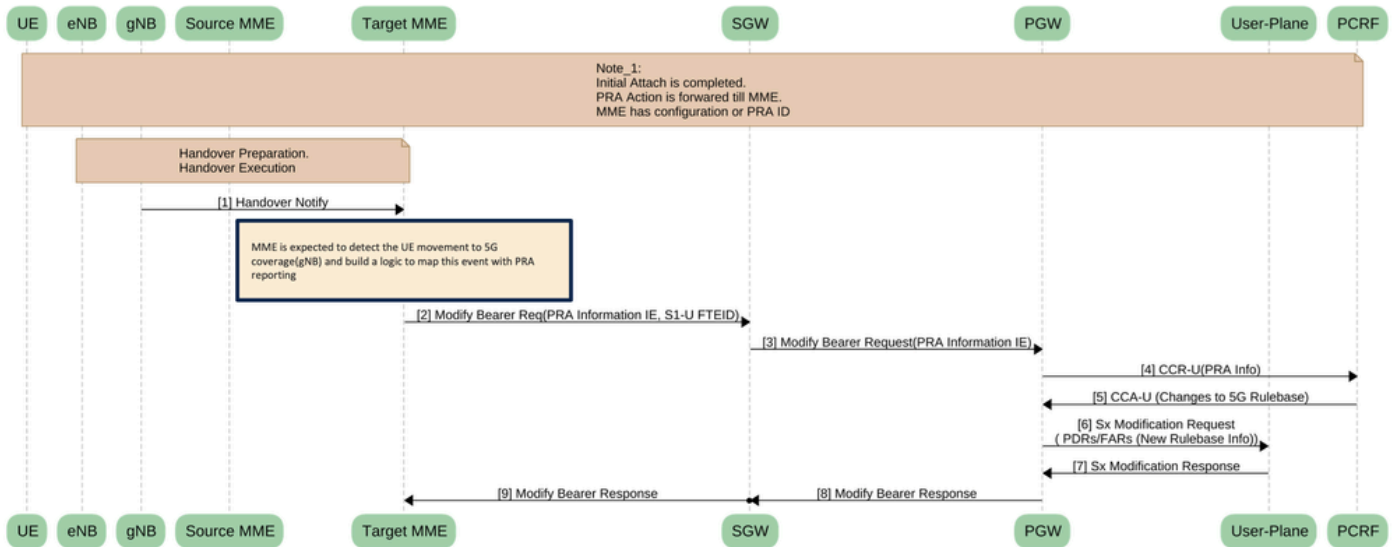 UE eNB gNB Source MME Target MME SGW PGW User-Plane PCRF
Note_1:
Initial Attach is completed.
PRA Action is forwared till MME.
MME has configuration or PRA ID
Handover Preparation.
Handover Execution
[1] Handover Notify
MME is expected to detect the UE movement to 5G
coverage(gNB) and build a logic to map this event with PRA
reporting
[2] Modify Bearer Req(PRA Information IE, S1-U FTEID)
[3] Modify Bearer Request(PRA Information IE)
[4] CCR-U(PRA Info)
[5] CCA-U (Changes to 5G Rulebase)
[6] Sx Modification Request
( PDRs/FARs (New Rulebase Info))
[7] Sx Modification Response
[9] Modify Bearer Response [8] Modify Bearer Response
UE eNB gNB Source MME Target MME SGW PGW User-Plane PCRF